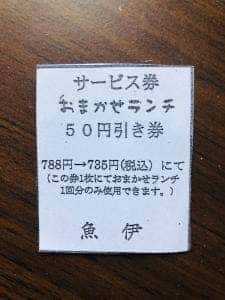 サービス券
おまかせランチ
５０円引き券
788円→735円(税込) にて
(この券1枚にておまかせランチ
1回分のみ使用できます。)
魚 伊